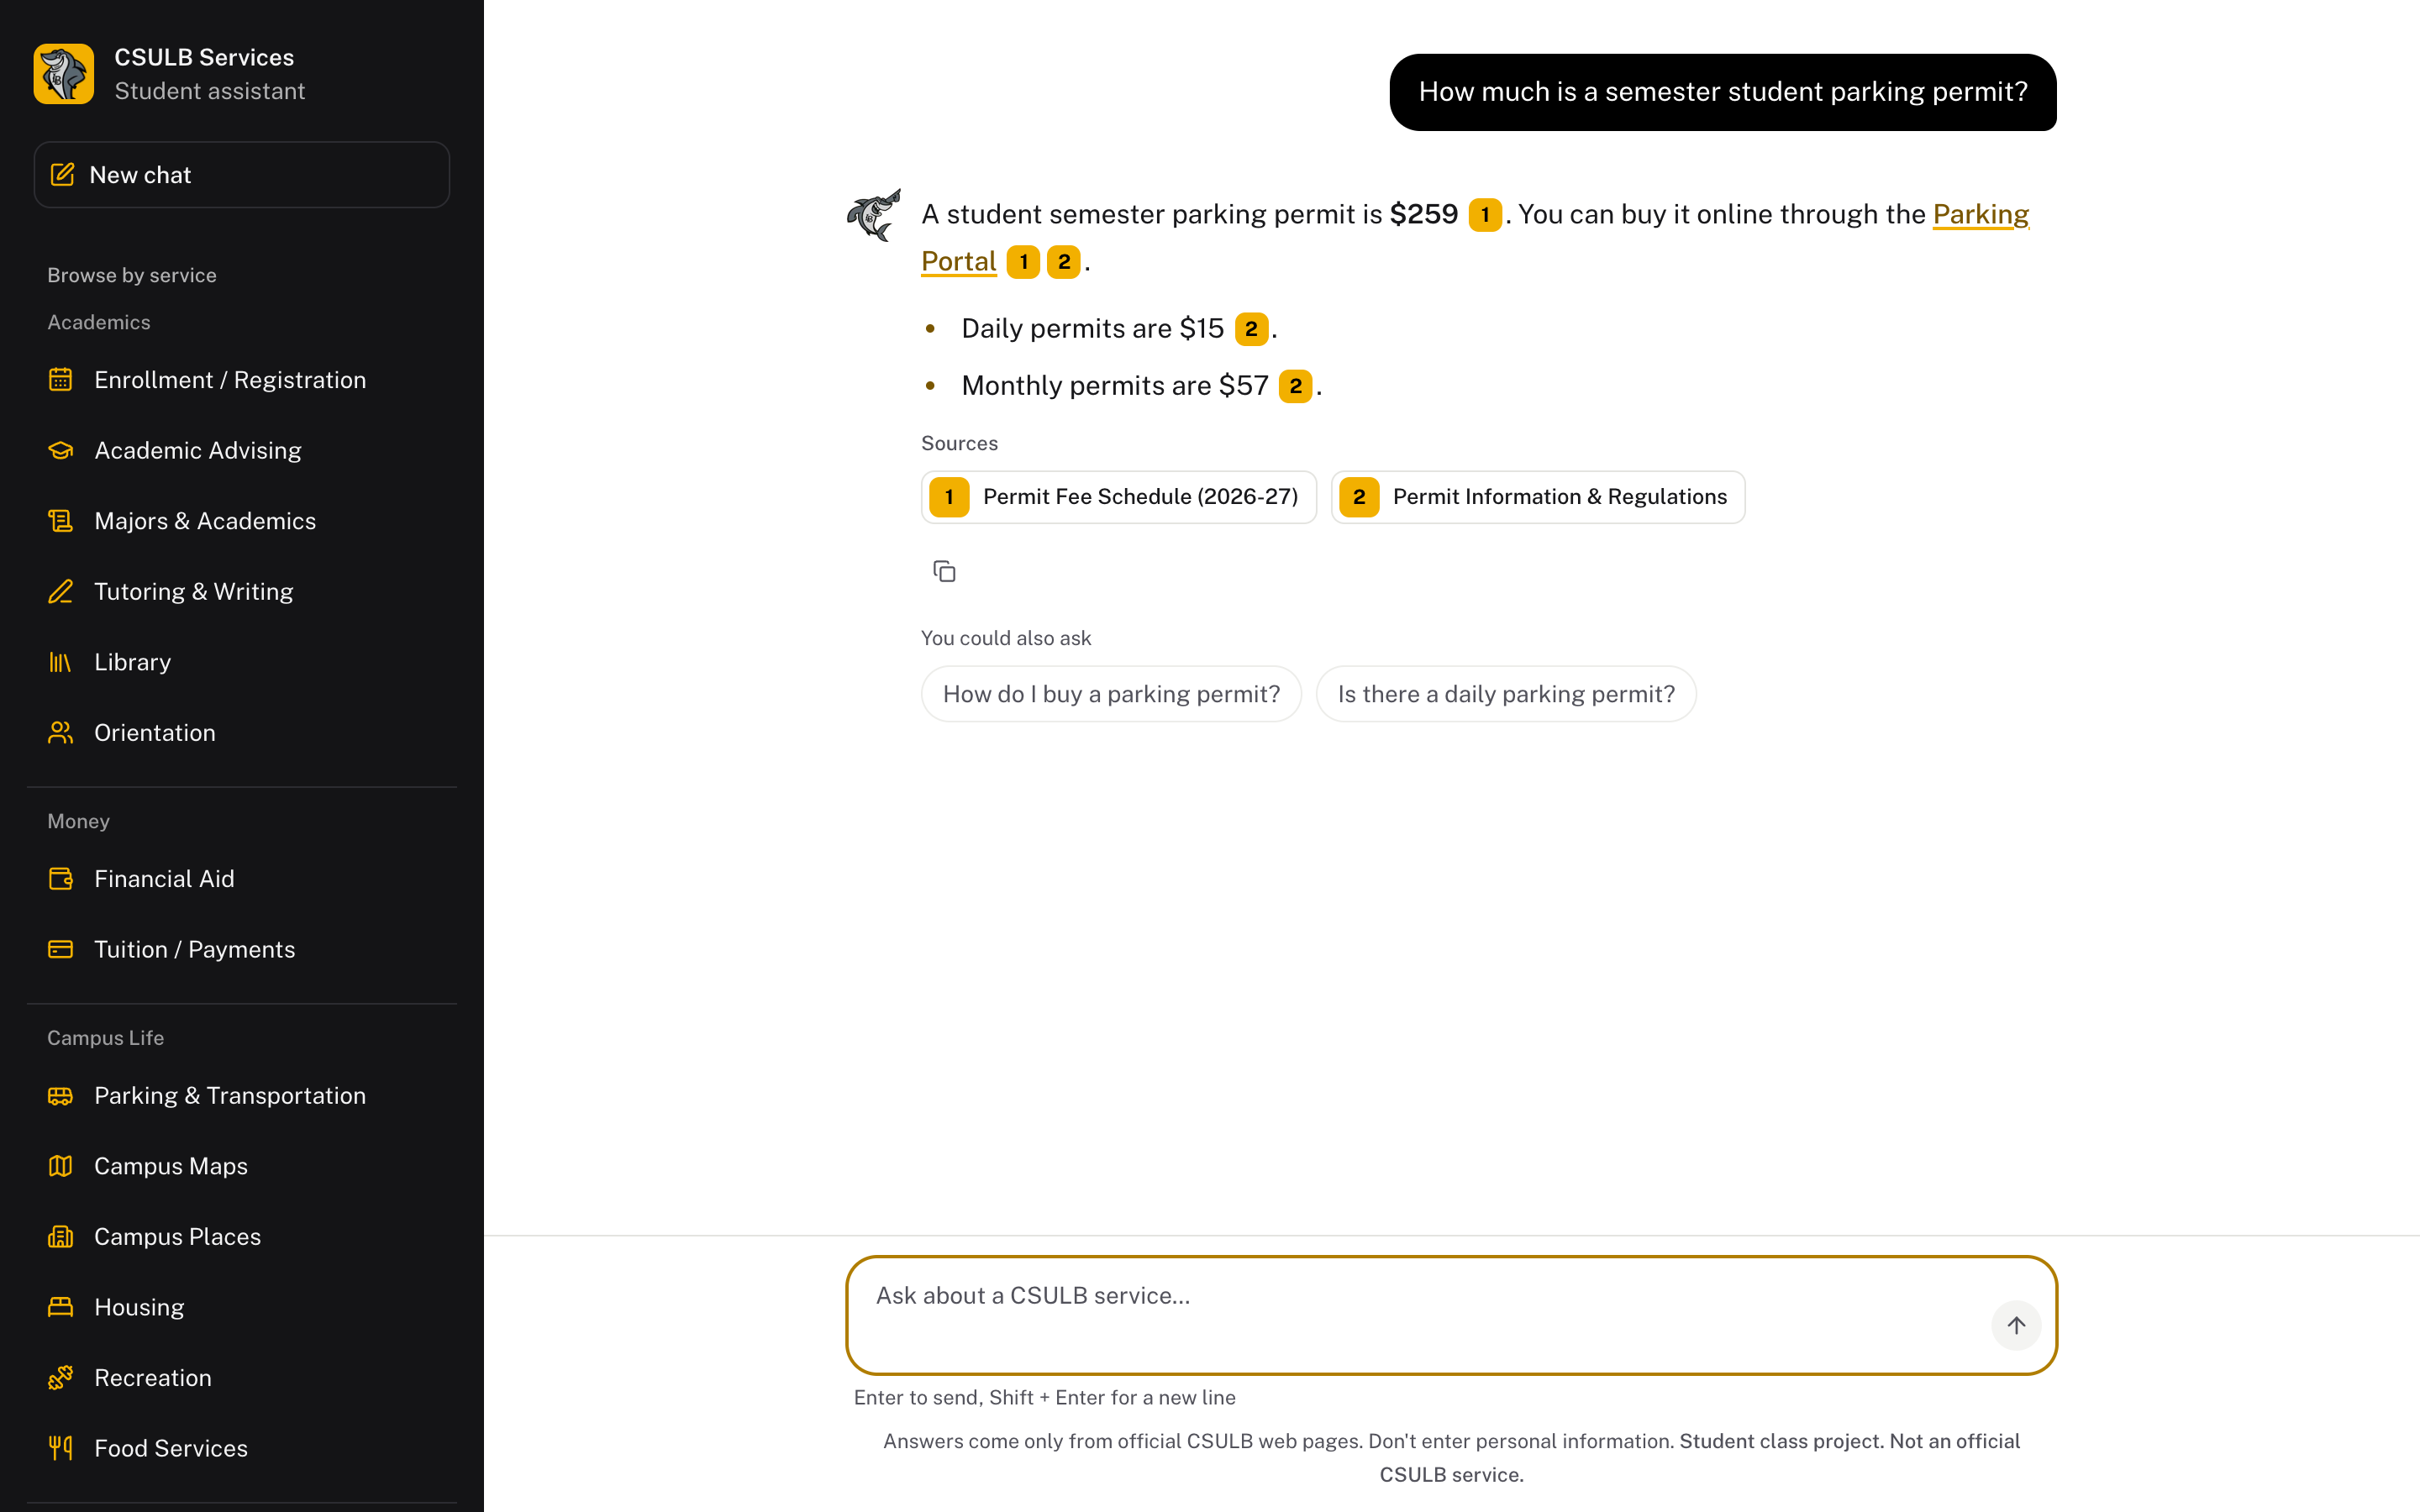 CSULB Services
Student assistant
New chat
Browse by service
Academics
Enrollment / Registration
Academic Advising
Majors & Academics
Tutoring & Writing
Library
Orientation
Money
Financial Aid
Tuition / Payments
Campus Life
Parking & Transportation
Campus Maps
Campus Places
Housing
Recreation
Food Services
How much is a semester student parking permit?
A student semester parking permit is $259 1. You can buy it online through the Parking
Portal 1 2.
• Daily permits are $15 2.
• Monthly permits are $57 2.
Sources
1 Permit Fee Schedule (2026-27) 2 Permit Information & Regulations
You could also ask
How do I buy a parking permit? Is there a daily parking permit?
Ask about a CSULB service...
Enter to send, Shift + Enter for a new line
Answers come only from official CSULB web pages. Don't enter personal information. Student class project. Not an official
CSULB service.